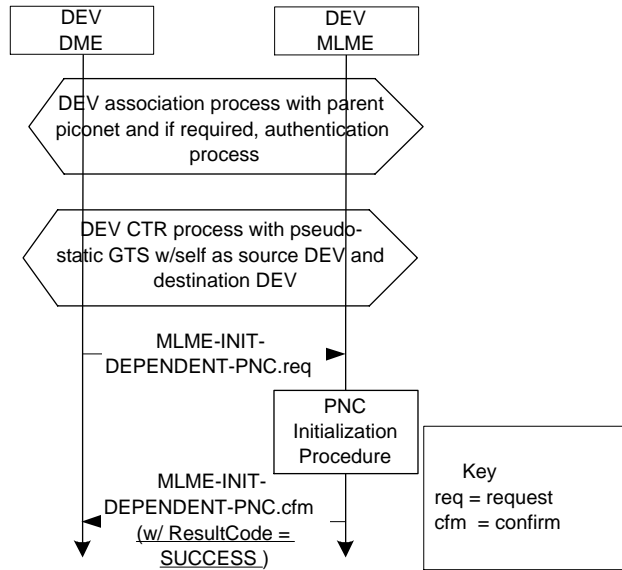 DEV
DME
DEV
MLME
DEV association process with parent
piconet and if required, authentication
process
DEV CTR process with pseudo-
static GTS w/self as source DEV and
destination DEV
MLME-INIT-
DEPENDENT-PNC.req
PNC
Initialization
Procedure
MLME-INIT-
DEPENDENT-PNC.cfm
(w/ ResultCode =
SUCCESS )
Key
req = request
cfm = confirm